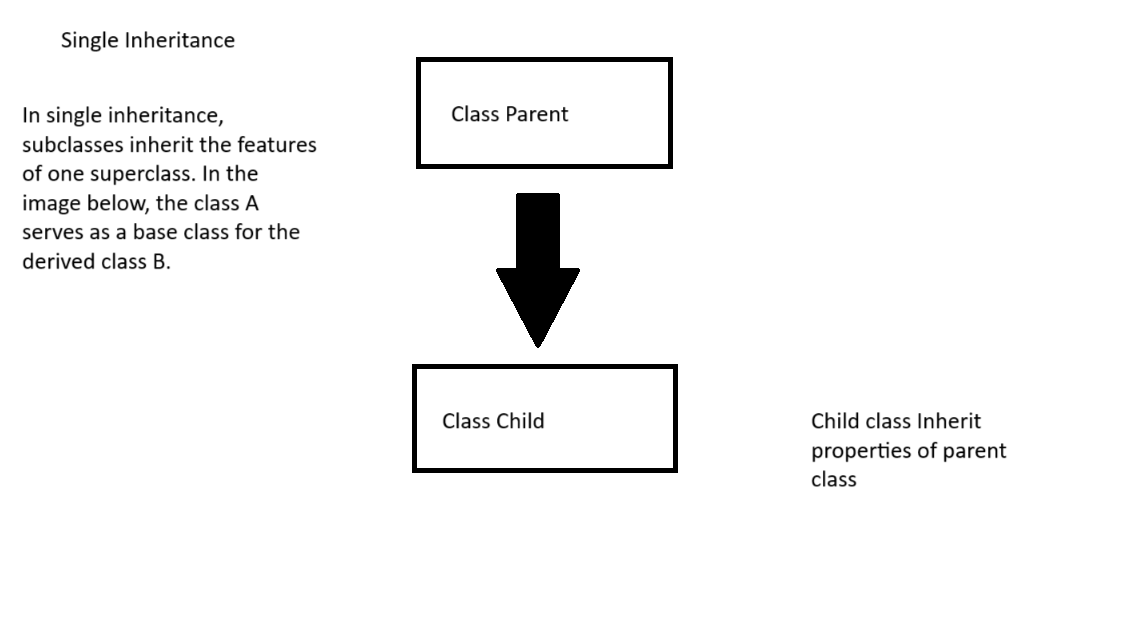 Single Inheritance
In single inheritance,
subclasses inherit the features
of one superclass. In the
image below, the class A
serves as a base class for the
derived class B.
Class Parent
Class Child
Child class Inherit
properties of parent
class